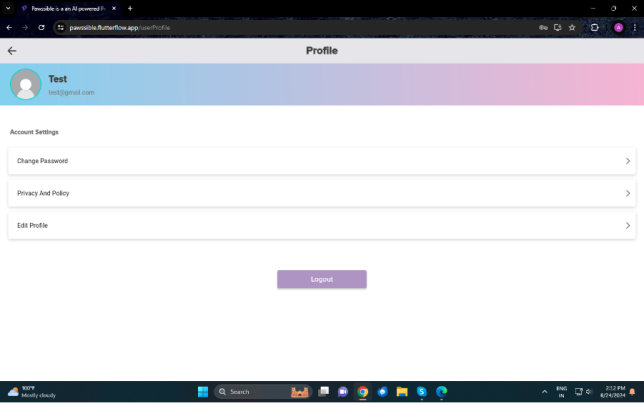 Pawssible is a an AI-powered P
pawssible.flutterflow.app/userProfile
Profile
Test
test@gmail.com
Account Settings
Change Password
Privacy And Policy
Edit Profile
Logout
100°F
Mostly cloudy
Search
ENG
IN
3:12 PM
6/24/2024